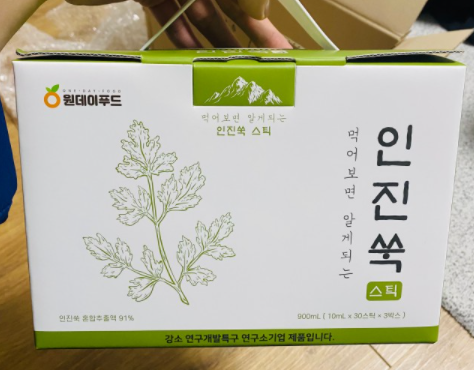 ONE·DAY·FOOD
원데이푸드
먹어보면 알게되는
인진쑥 스틱
인진쑥
먹어보면 알게되는
스틱
인진쑥 혼합추출액 91%
900mL ( 10mL × 30스틱 × 3박스 )
강소 연구개발특구 연구소기업 제품입니다.